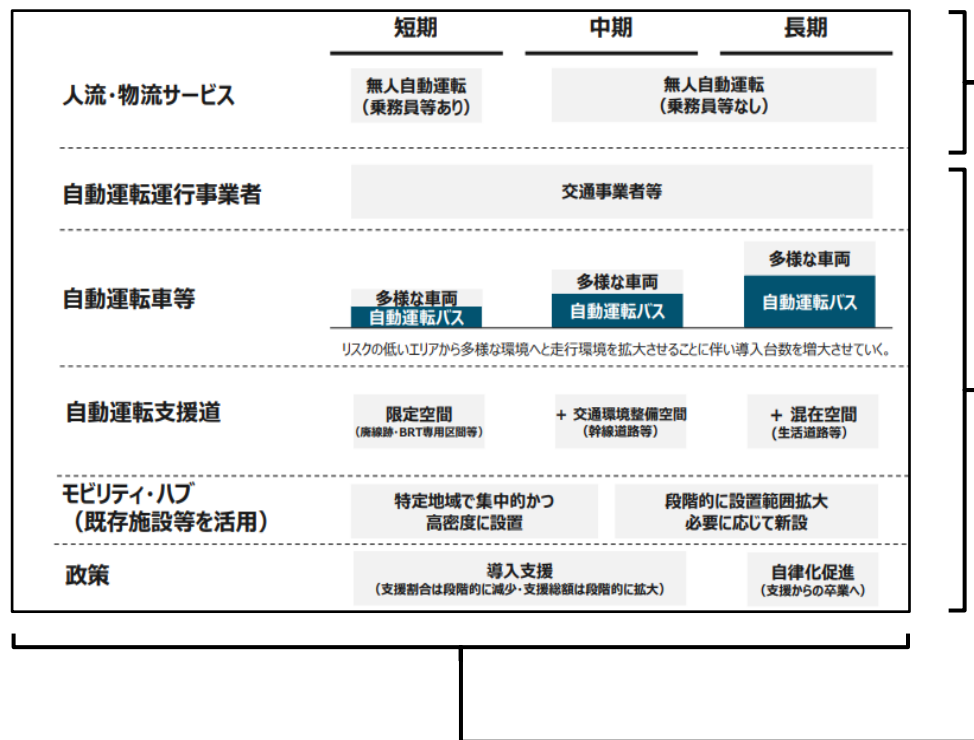 短期 中期 長期
人流・物流サービス
無人自動運転
（乗務員等あり）
無人自動運転
（乗務員等なし）
自動運転運行事業者
交通事業者等
自動運転車等
多様な車両
自動運転バス
多様な車両
自動運転バス
多様な車両
自動運転バス
リスクの低いエリアから多様な環境へと走行環境を拡大させることに伴い導入台数を増大させていく。
自動運転支援道
限定空間
（廃線跡・BRT専用区間等）
+ 交通環境整備空間
（幹線道路等）
+ 混在空間
（生活道路等）
モビリティ・ハブ
（既存施設等を活用）
特定地域で集中的かつ
高密度に設置
段階的に設置範囲拡大
必要に応じて新設
政策
導入支援
（支援割合は段階的に減少・支援総額は段階的に拡大）
自律化促進
（支援からの卒業へ）